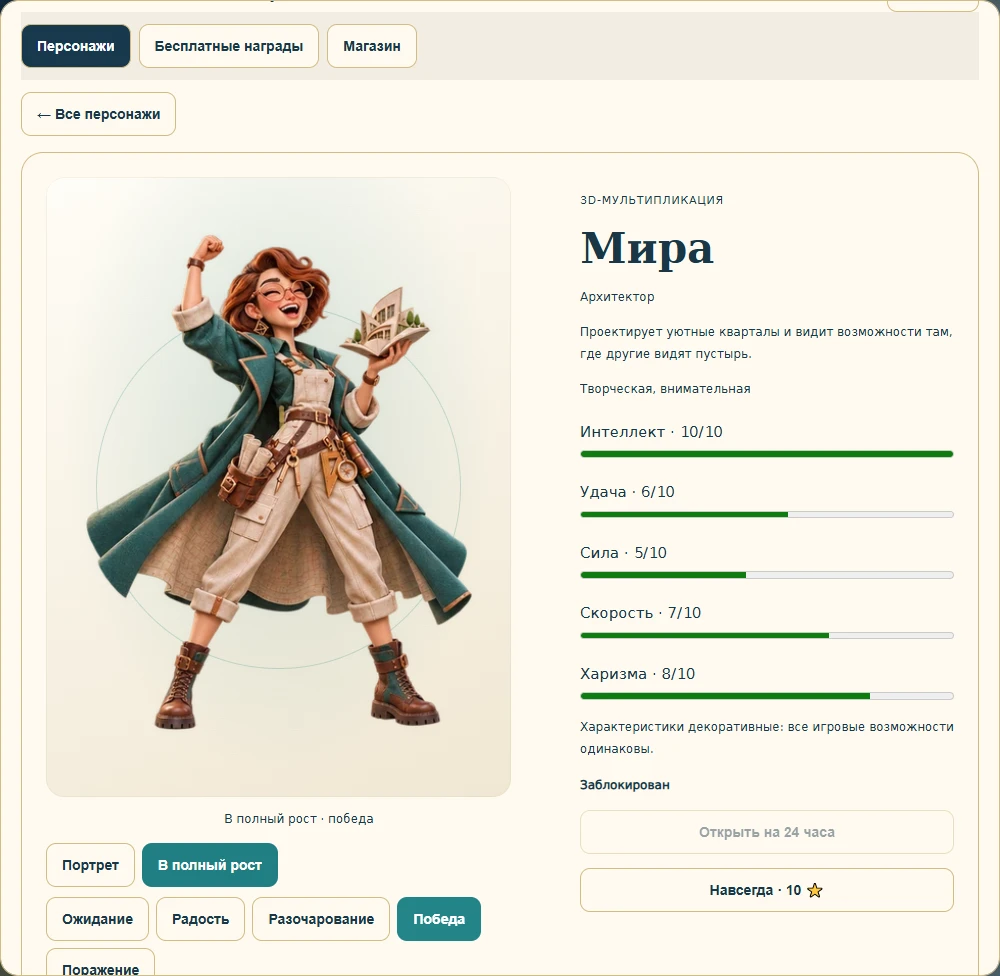 Персонажи
Бесплатные награды
Магазин
← Все персонажи
3D-МУЛЬТИПЛИКАЦИЯ
Мира
Архитектор
Проектирует уютные кварталы и видит возможности там,
где другие видят пустырь.
Творческая, внимательная
Интеллект · 10/10
Удача · 6/10
Сила · 5/10
Скорость · 7/10
Харизма · 8/10
Характеристики декоративные: все игровые возможности
одинаковы.
Заблокирован
Открыть на 24 часа
Навсегда · 10 ⭐
В полный рост · победа
Портрет
В полный рост
Ожидание
Радость
Разочарование
Победа
Поражение